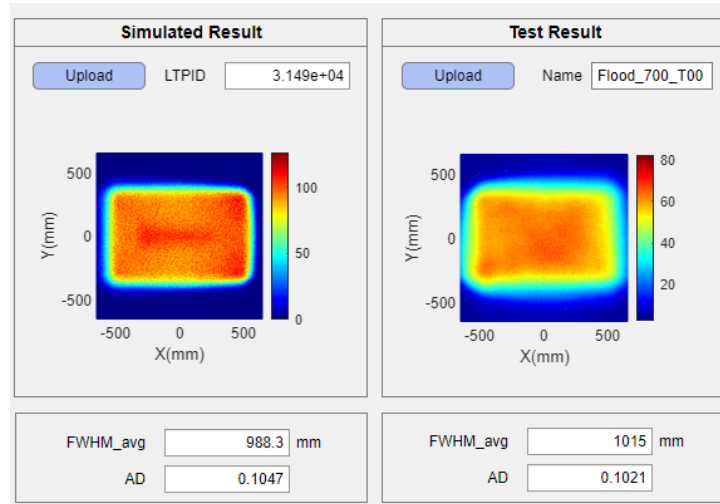 Simulated Result
Upload LTPID 3.149e+04
500
0
-500
Y(mm)
-500 0 500
X(mm)
100
50
0
FWHM_avg 988.3 mm
AD 0.1047
Test Result
Upload Name Flood_700_T00
500
0
-500
Y(mm)
-500 0 500
X(mm)
80
60
40
20
FWHM_avg 1015 mm
AD 0.1021